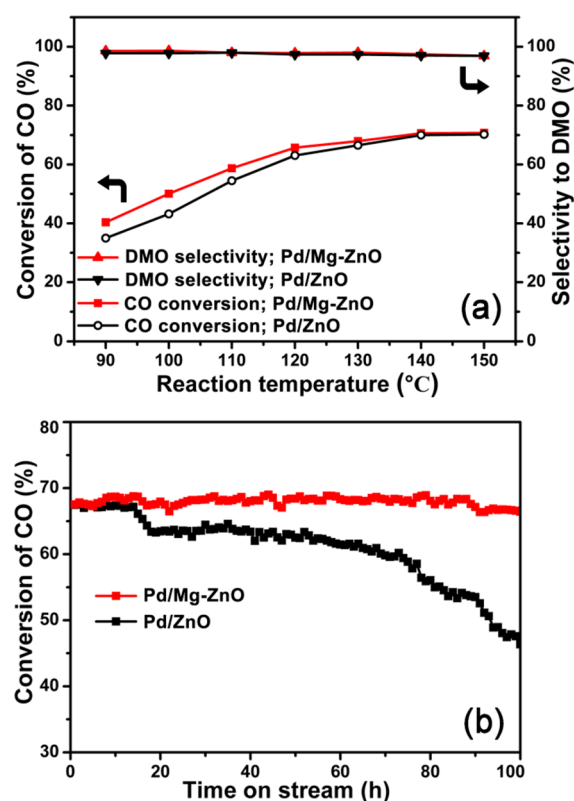 100
80
60
40
20
0
Conversion of CO (%)
100
80
60
40
20
0
Selectivity to DMO (%)
DMO selectivity; Pd/Mg-ZnO
DMO selectivity; Pd/ZnO
CO conversion; Pd/Mg-ZnO
CO conversion; Pd/ZnO
(a)
90 100 110 120 130 140 150
Reaction temperature (°C)
80
70
60
50
40
30
Conversion of CO (%)
Pd/Mg-ZnO
Pd/ZnO
(b)
0 20 40 60 80 100
Time on stream (h)